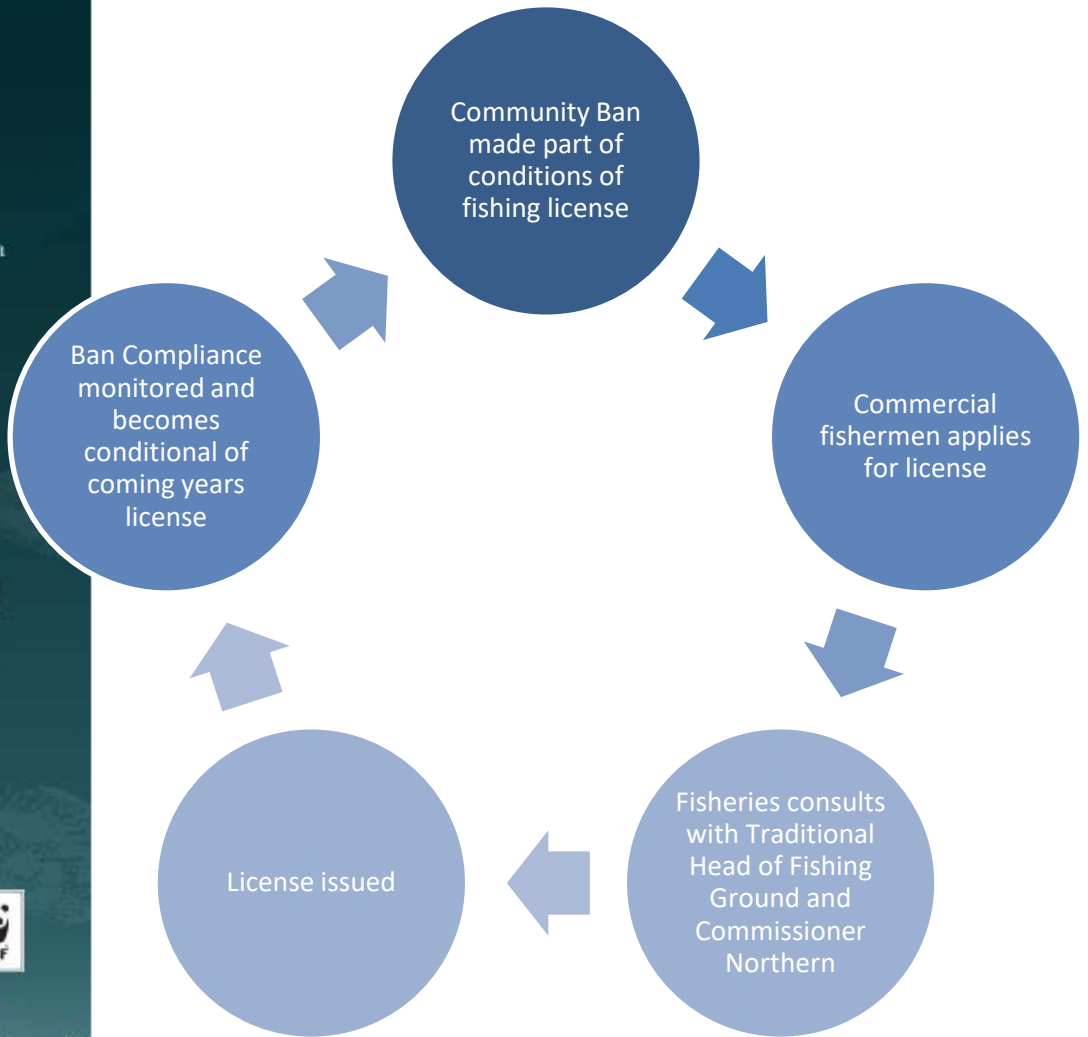 Community Ban
made part of
conditions of
fishing license
Commercial
fishermen applies
for license
Fisheries consults
with Traditional
Head of Fishing
Ground and
Commissioner
Northern
License issued
Ban Compliance
monitored and
becomes
conditional of
coming years
license